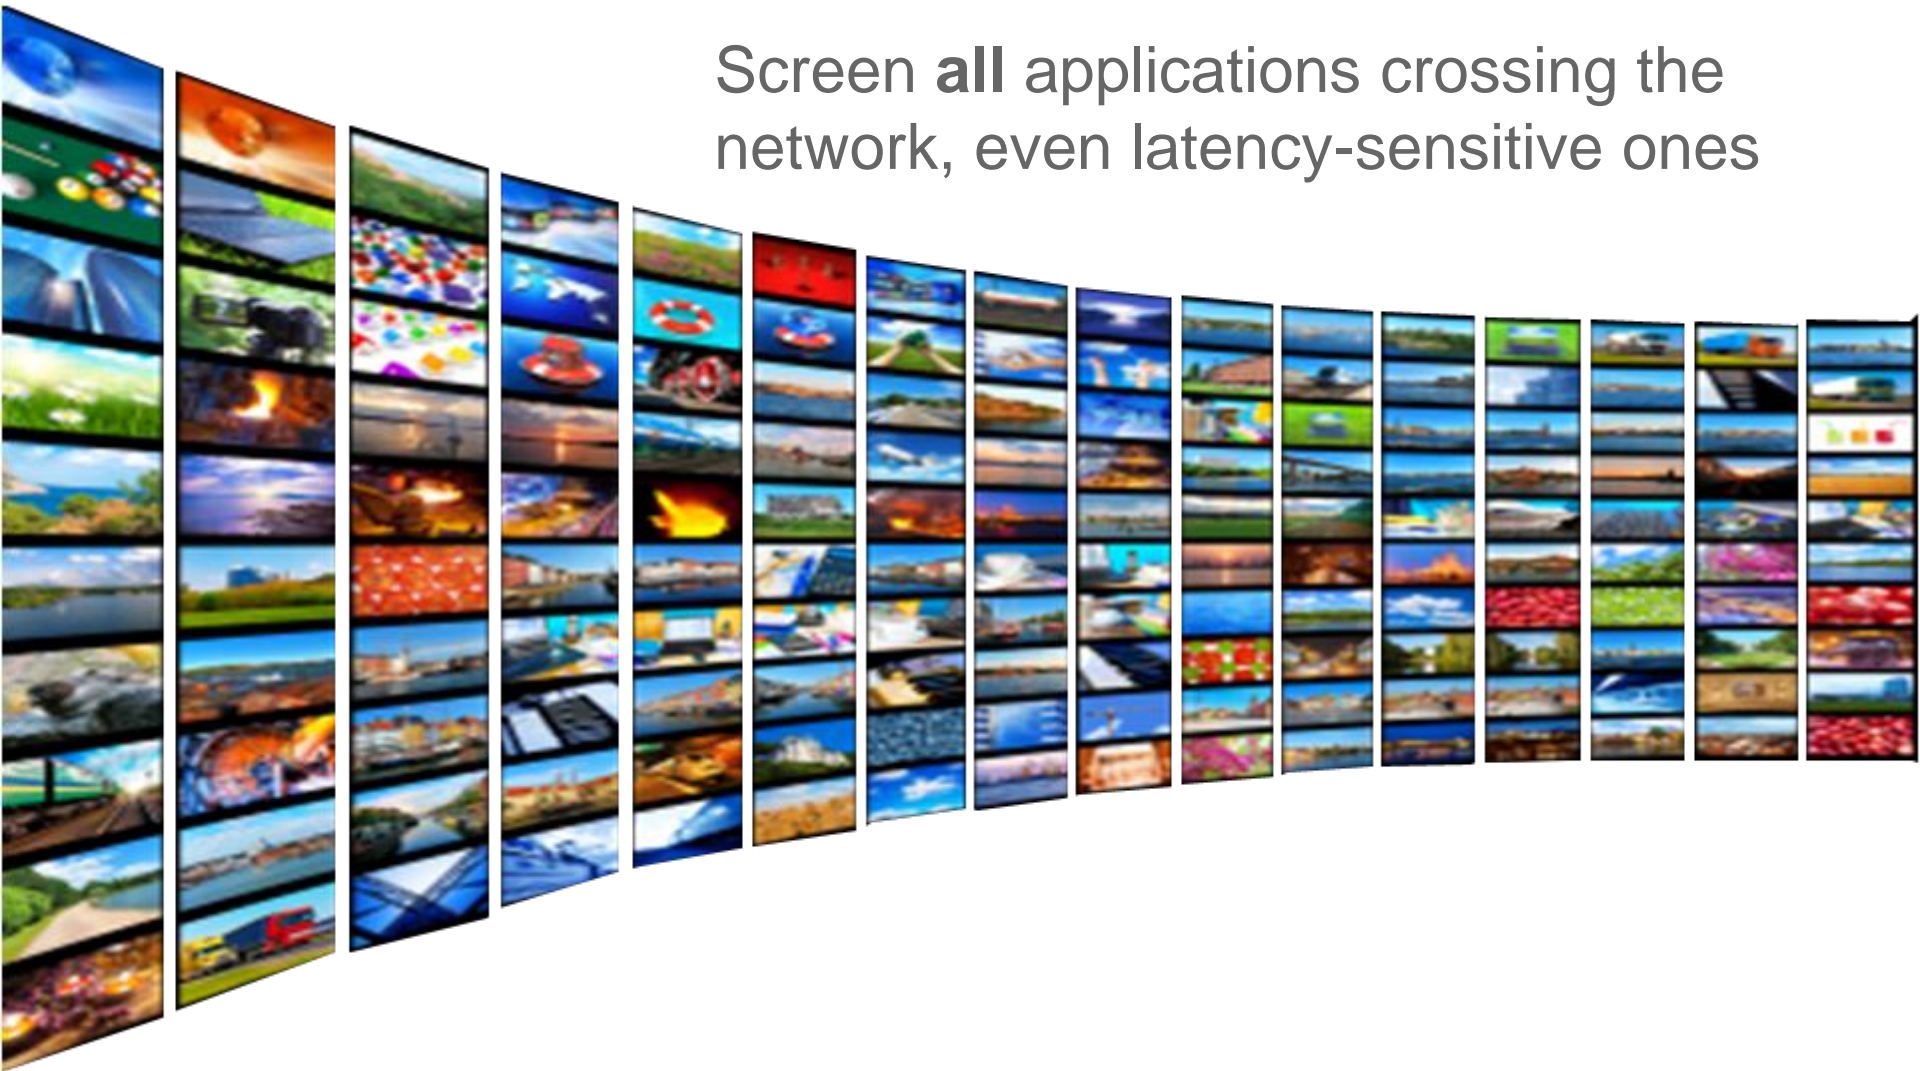 Screen all applications crossing the
network, even latency-sensitive ones